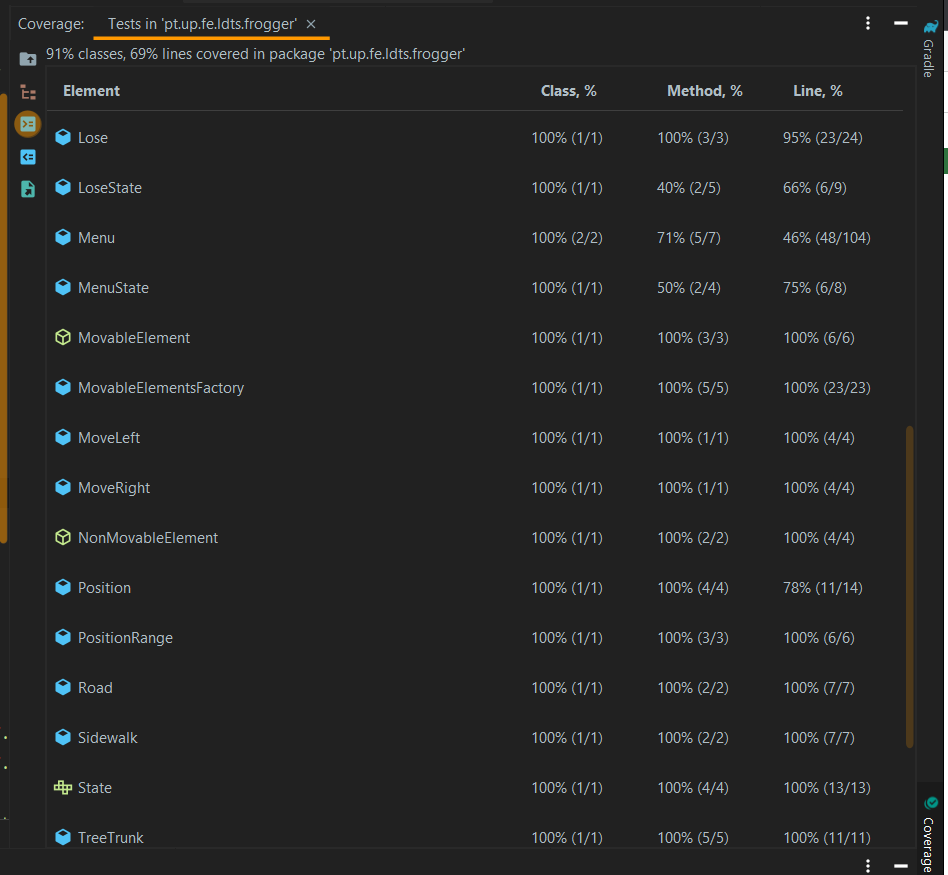 Coverage: Tests in 'pt.up.fe.ldts.frogger' ×
91% classes, 69% lines covered in package 'pt.up.fe.ldts.frogger'
Element Class, % Method, % Line, %
Lose 100% (1/1) 100% (3/3) 95% (23/24)
LoseState 100% (1/1) 40% (2/5) 66% (6/9)
Menu 100% (2/2) 71% (5/7) 46% (48/104)
MenuState 100% (1/1) 50% (2/4) 75% (6/8)
MovableElement 100% (1/1) 100% (3/3) 100% (6/6)
MovableElementsFactory 100% (1/1) 100% (5/5) 100% (23/23)
MoveLeft 100% (1/1) 100% (1/1) 100% (4/4)
MoveRight 100% (1/1) 100% (1/1) 100% (4/4)
NonMovableElement 100% (1/1) 100% (2/2) 100% (4/4)
Position 100% (1/1) 100% (4/4) 78% (11/14)
PositionRange 100% (1/1) 100% (3/3) 100% (6/6)
Road 100% (1/1) 100% (2/2) 100% (7/7)
Sidewalk 100% (1/1) 100% (2/2) 100% (7/7)
State 100% (1/1) 100% (4/4) 100% (13/13)
TreeTrunk 100% (1/1) 100% (5/5) 100% (11/11)
Gradle
Coverage